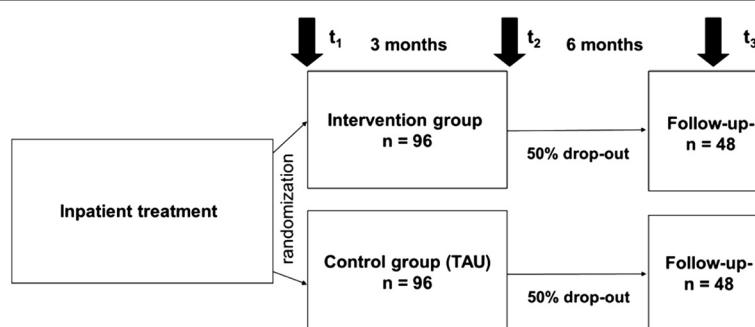 t1 3 months t2 6 months t3
Intervention group
n = 96
50% drop-out
Follow-up-
n = 48
Inpatient treatment
randomization
Control group (TAU)
n = 96
50% drop-out
Follow-up-
n = 48